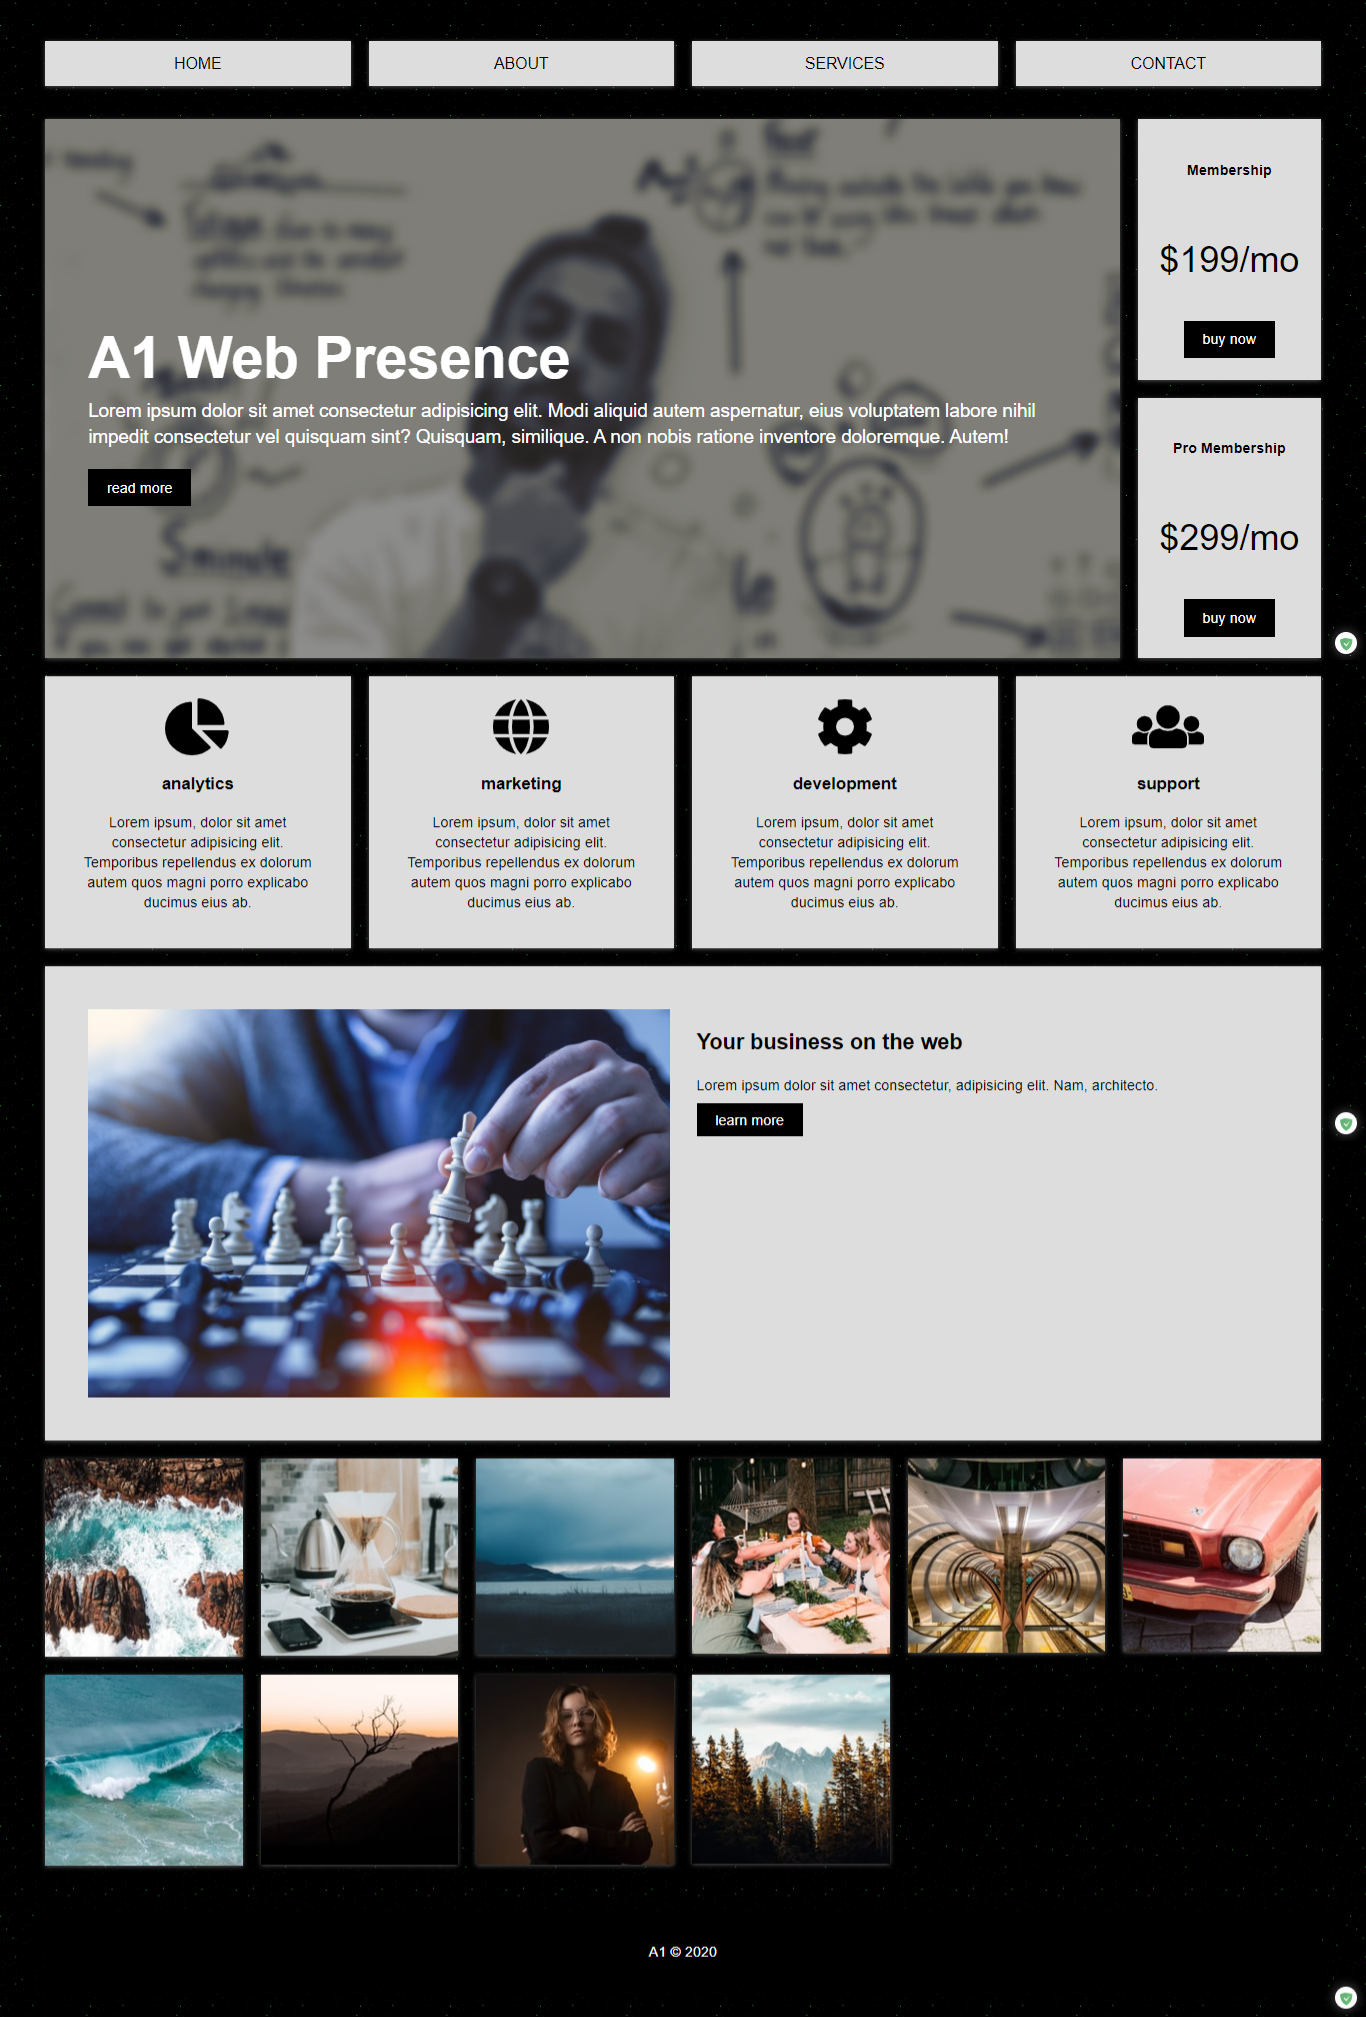 HOME
ABOUT
SERVICES
CONTACT
A1 Web Presence
Lorem ipsum dolor sit amet consectetur adipisicing elit. Modi aliquid autem aspernatur, eius voluptatem labore nihil
impedit consectetur vel quisquam sint? Quisquam, similique. A non nobis ratione inventore doloremque. Autem!
read more
Membership
$199/mo
buy now
Pro Membership
$299/mo
buy now
analytics
Lorem ipsum, dolor sit amet
consectetur adipisicing elit.
Temporibus repellendus ex dolorum
autem quos magni porro explicabo
ducimus eius ab.
marketing
Lorem ipsum, dolor sit amet
consectetur adipisicing elit.
Temporibus repellendus ex dolorum
autem quos magni porro explicabo
ducimus eius ab.
development
Lorem ipsum, dolor sit amet
consectetur adipisicing elit.
Temporibus repellendus ex dolorum
autem quos magni porro explicabo
ducimus eius ab.
support
Lorem ipsum, dolor sit amet
consectetur adipisicing elit.
Temporibus repellendus ex dolorum
autem quos magni porro explicabo
ducimus eius ab.
Your business on the web
Lorem ipsum dolor sit amet consectetur, adipisicing elit. Nam, architecto.
learn more
A1 © 2020